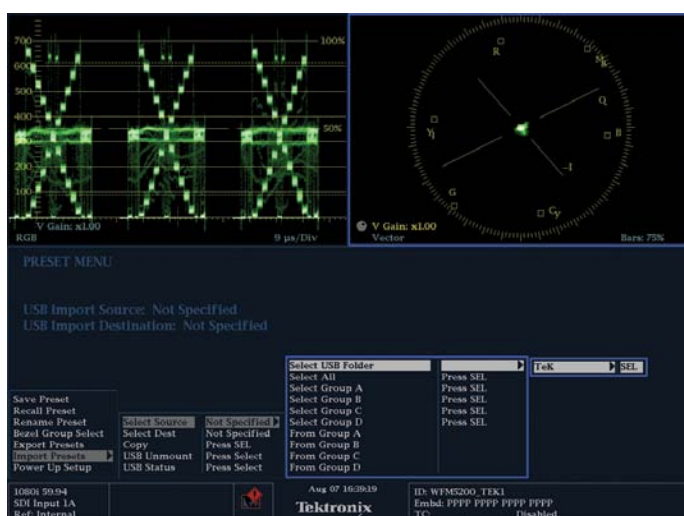 700
600
500
400
300
200
100
100%
50%
V Gain: x1.00
RGB
9 µs/Div
R
Mg
Q
B
Yl
-I
G
Cy
V Gain: x1.00
Vector
Bars: 75%
PRESET MENU
USB Import Source: Not Specified
USB Import Destination: Not Specified
Save Preset
Recall Preset
Rename Preset
Bezel Group Select
Export Presets
Import Presets
Power Up Setup
Select Source Not Specified
Select Dest Not Specified
Copy Press SEL
USB Unmount Press Select
USB Status Press Select
Select USB Folder
Select All Press SEL
Select Group A Press SEL
Select Group B Press SEL
Select Group C Press SEL
Select Group D Press SEL
From Group A
From Group B
From Group C
From Group D
TeK SEL
1080i 59.94
SDI Input 1A
Ref: Internal
Aug 07 16:39:19
Tektronix
ID: WFM5200_TEK1
Embd: PPPP PPPP PPPP PPPP
TC: Disabled